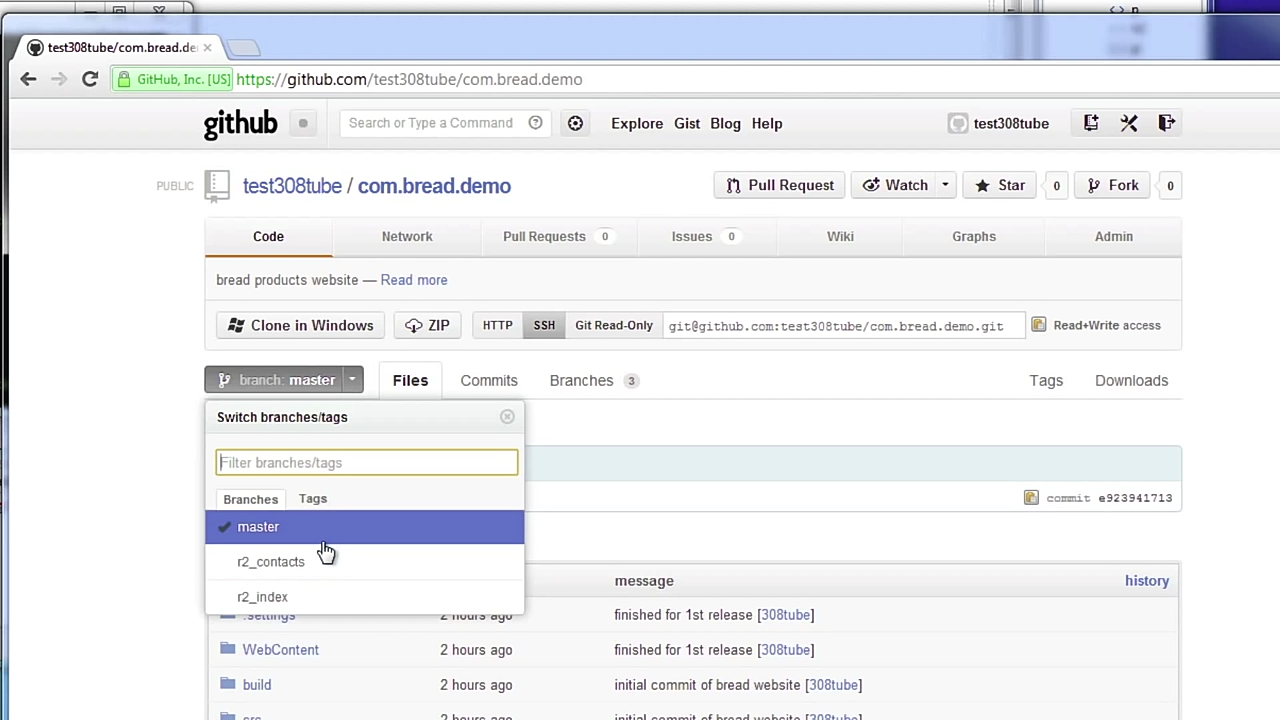 test308tube/com.bread.de
GitHub, Inc. [US] https://github.com/test308tube/com.bread.demo
github Search or Type a Command Explore Gist Blog Help test308tube
PUBLIC test308tube / com.bread.demo Pull Request Watch Star 0 Fork 0
Code Network Pull Requests 0 Issues 0 Wiki Graphs Admin
bread products website — Read more
Clone in Windows ZIP HTTP SSH Git Read-Only git@github.com:test308tube/com.bread.demo.git Read+Write access
branch: master Files Commits Branches 3 Tags Downloads
Switch branches/tags
Filter branches/tags
Branches Tags
commit e923941713
master
r2_contacts
message history
r2_index
.settings 2 hours ago finished for 1st release [308tube]
WebContent 2 hours ago finished for 1st release [308tube]
build 2 hours ago initial commit of bread website [308tube]
src 2 hours ago initial commit of bread website [308tube]